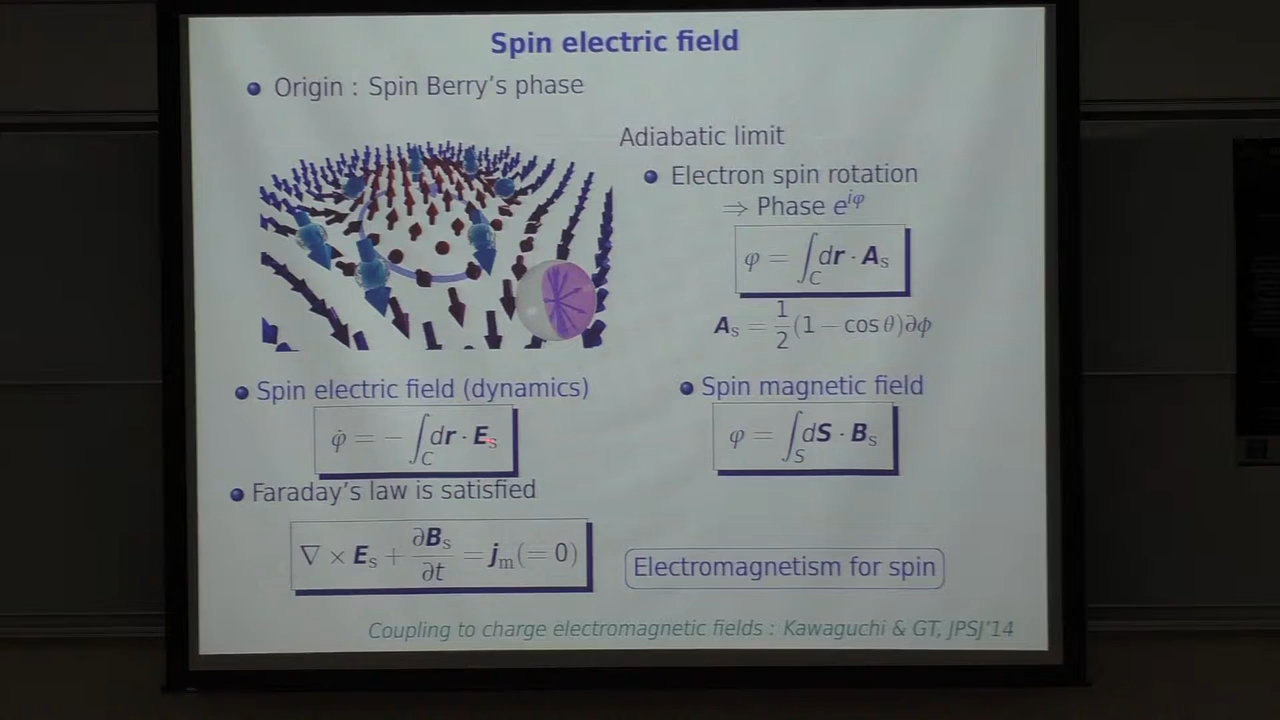 Spin electric field
Origin : Spin Berry's phase
Adiabatic limit
Electron spin rotation
⇒ Phase e^{iφ}
φ = ∫_C dr · A_s
A_s = 1/2 (1 − cos θ)∂ϕ
Spin electric field (dynamics)
φ̇ = − ∫_C dr · E_s
Spin magnetic field
φ = ∫_S dS · B_s
Faraday's law is satisfied
∇ × E_s + ∂B_s/∂t = j_m(= 0)
Electromagnetism for spin
Coupling to charge electromagnetic fields : Kawaguchi & GT, JPSJ'14